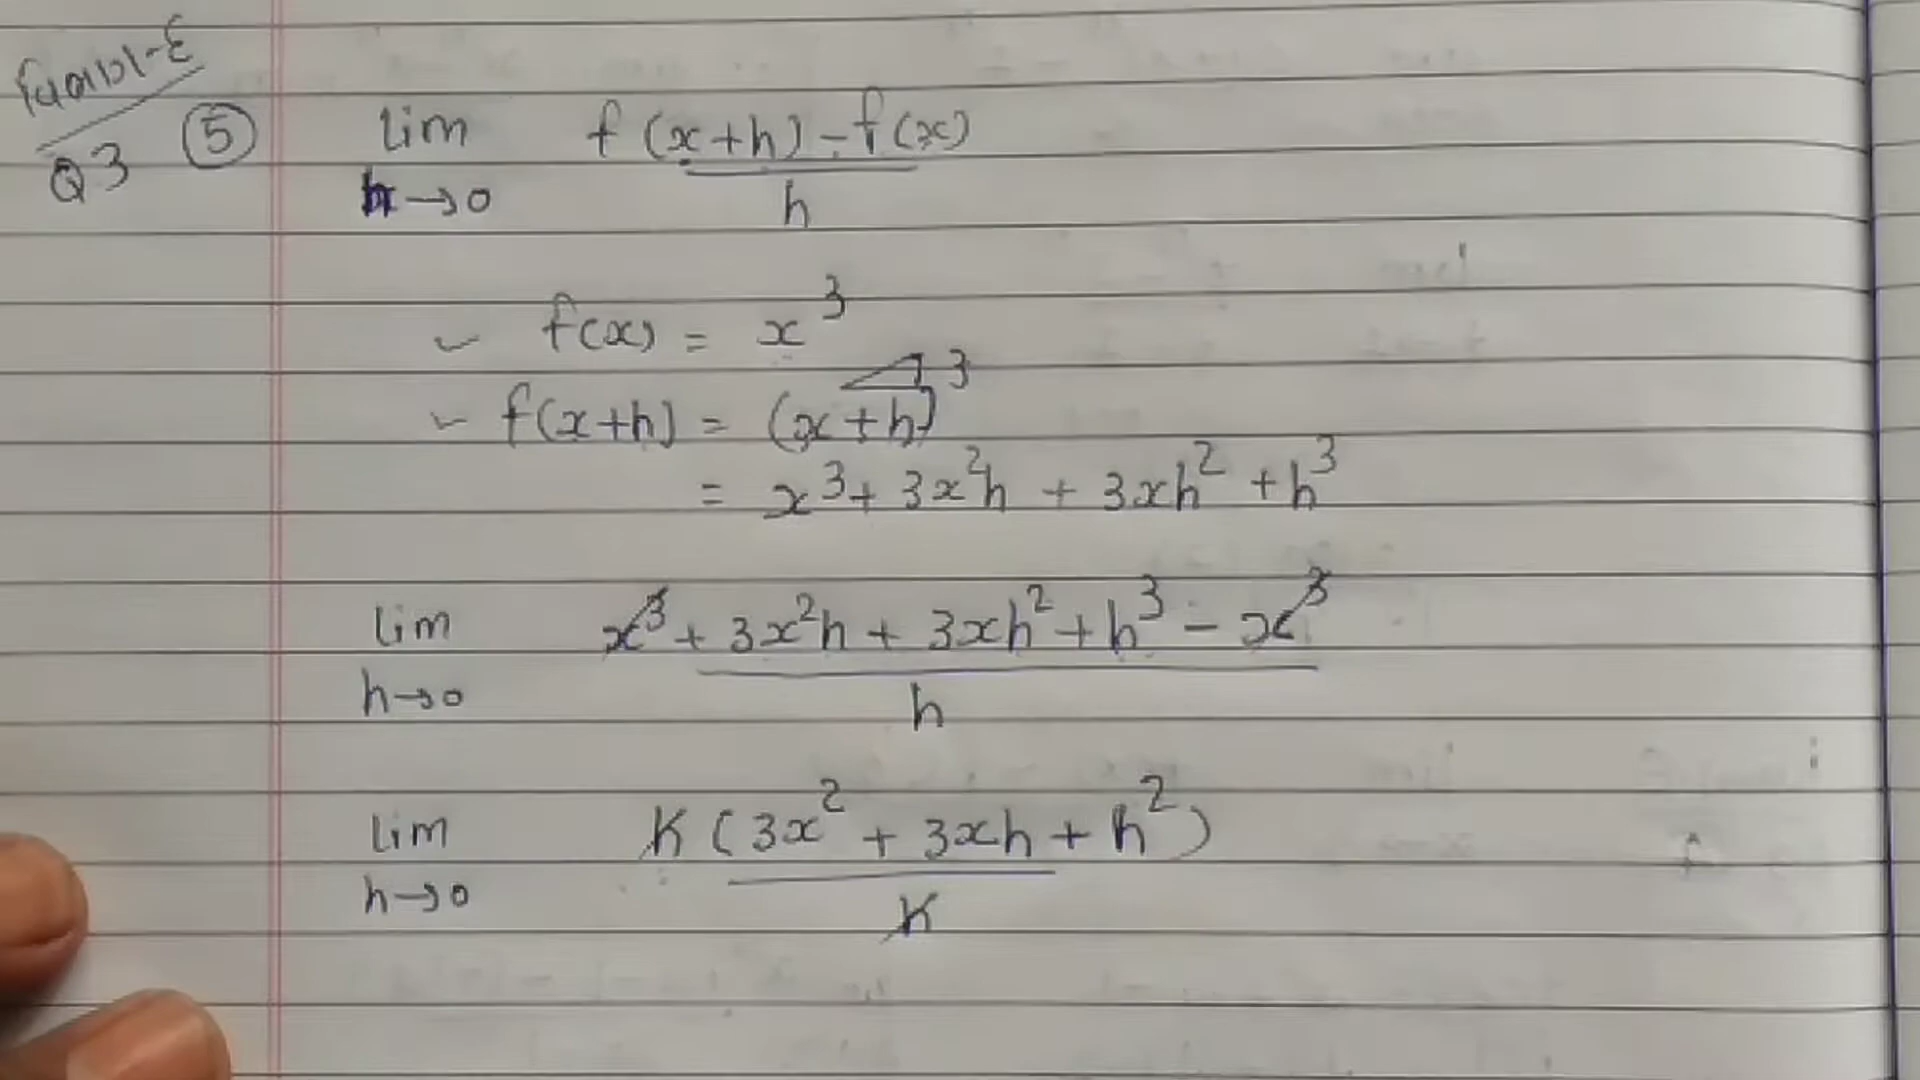 Q3 ⑤ lim f(x+h)-f(x)
h→0 h
f(x) = x³
f(x+h) = (x+h)³
= x³+ 3x²h + 3xh² +h³
lim x³ + 3x²h + 3xh² + h³ - x³
h→0 h
lim h(3x² + 3xh + h²)
h→0 h